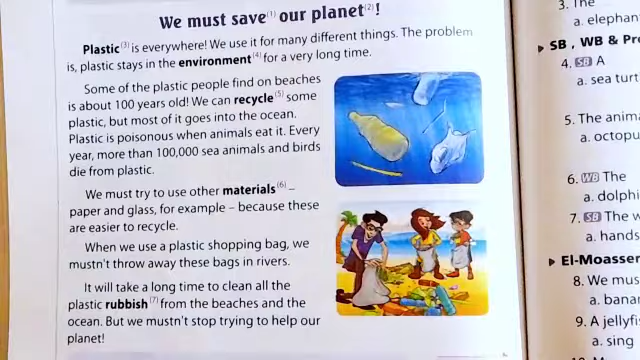 We must save(1) our planet(2)!
Plastic(3) is everywhere! We use it for many different things. The problem
is, plastic stays in the environment(4) for a very long time.
Some of the plastic people find on beaches
is about 100 years old! We can recycle(5) some
plastic, but most of it goes into the ocean.
Plastic is poisonous when animals eat it. Every
year, more than 100,000 sea animals and birds
die from plastic.
We must try to use other materials(6) –
paper and glass, for example – because these
are easier to recycle.
When we use a plastic shopping bag, we
mustn't throw away these bags in rivers.
It will take a long time to clean all the
plastic rubbish(7) from the beaches and the
ocean. But we mustn't stop trying to help our
planet!
3. The
a. elephan
SB , WB & Pr
4. SB A
a. sea turt
5. The anima
a. octopu
6. WB The
a. dolphi
7. SB The w
a. hands
El-Moasser
8. We mus
a. bana
9. A jellyfi
a. sing